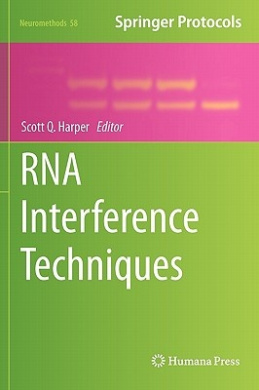 Neuromethods 58
Springer Protocols
Scott Q. Harper Editor
RNA
Interference
Techniques
Humana Press